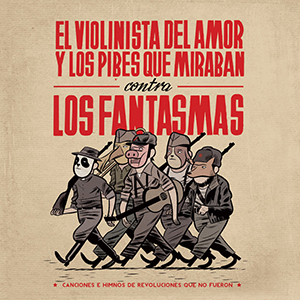 EL VIOLINISTA DEL AMOR
Y LOS PIBES QUE MIRABAN
contra
LOS FANTASMAS
★ CANCIONES E HIMNOS DE REVOLUCIONES QUE NO FUERON ★